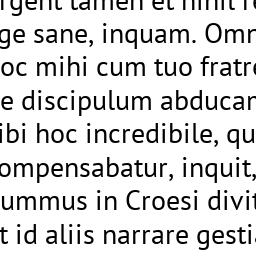 rgent tamen et nihil re
ge sane, inquam. Omn
oc mihi cum tuo fratre
e discipulum abducan
ibi hoc incredibile, qu
ompensabatur, inquit,
ummus in Croesi divit
t id aliis narrare gestia